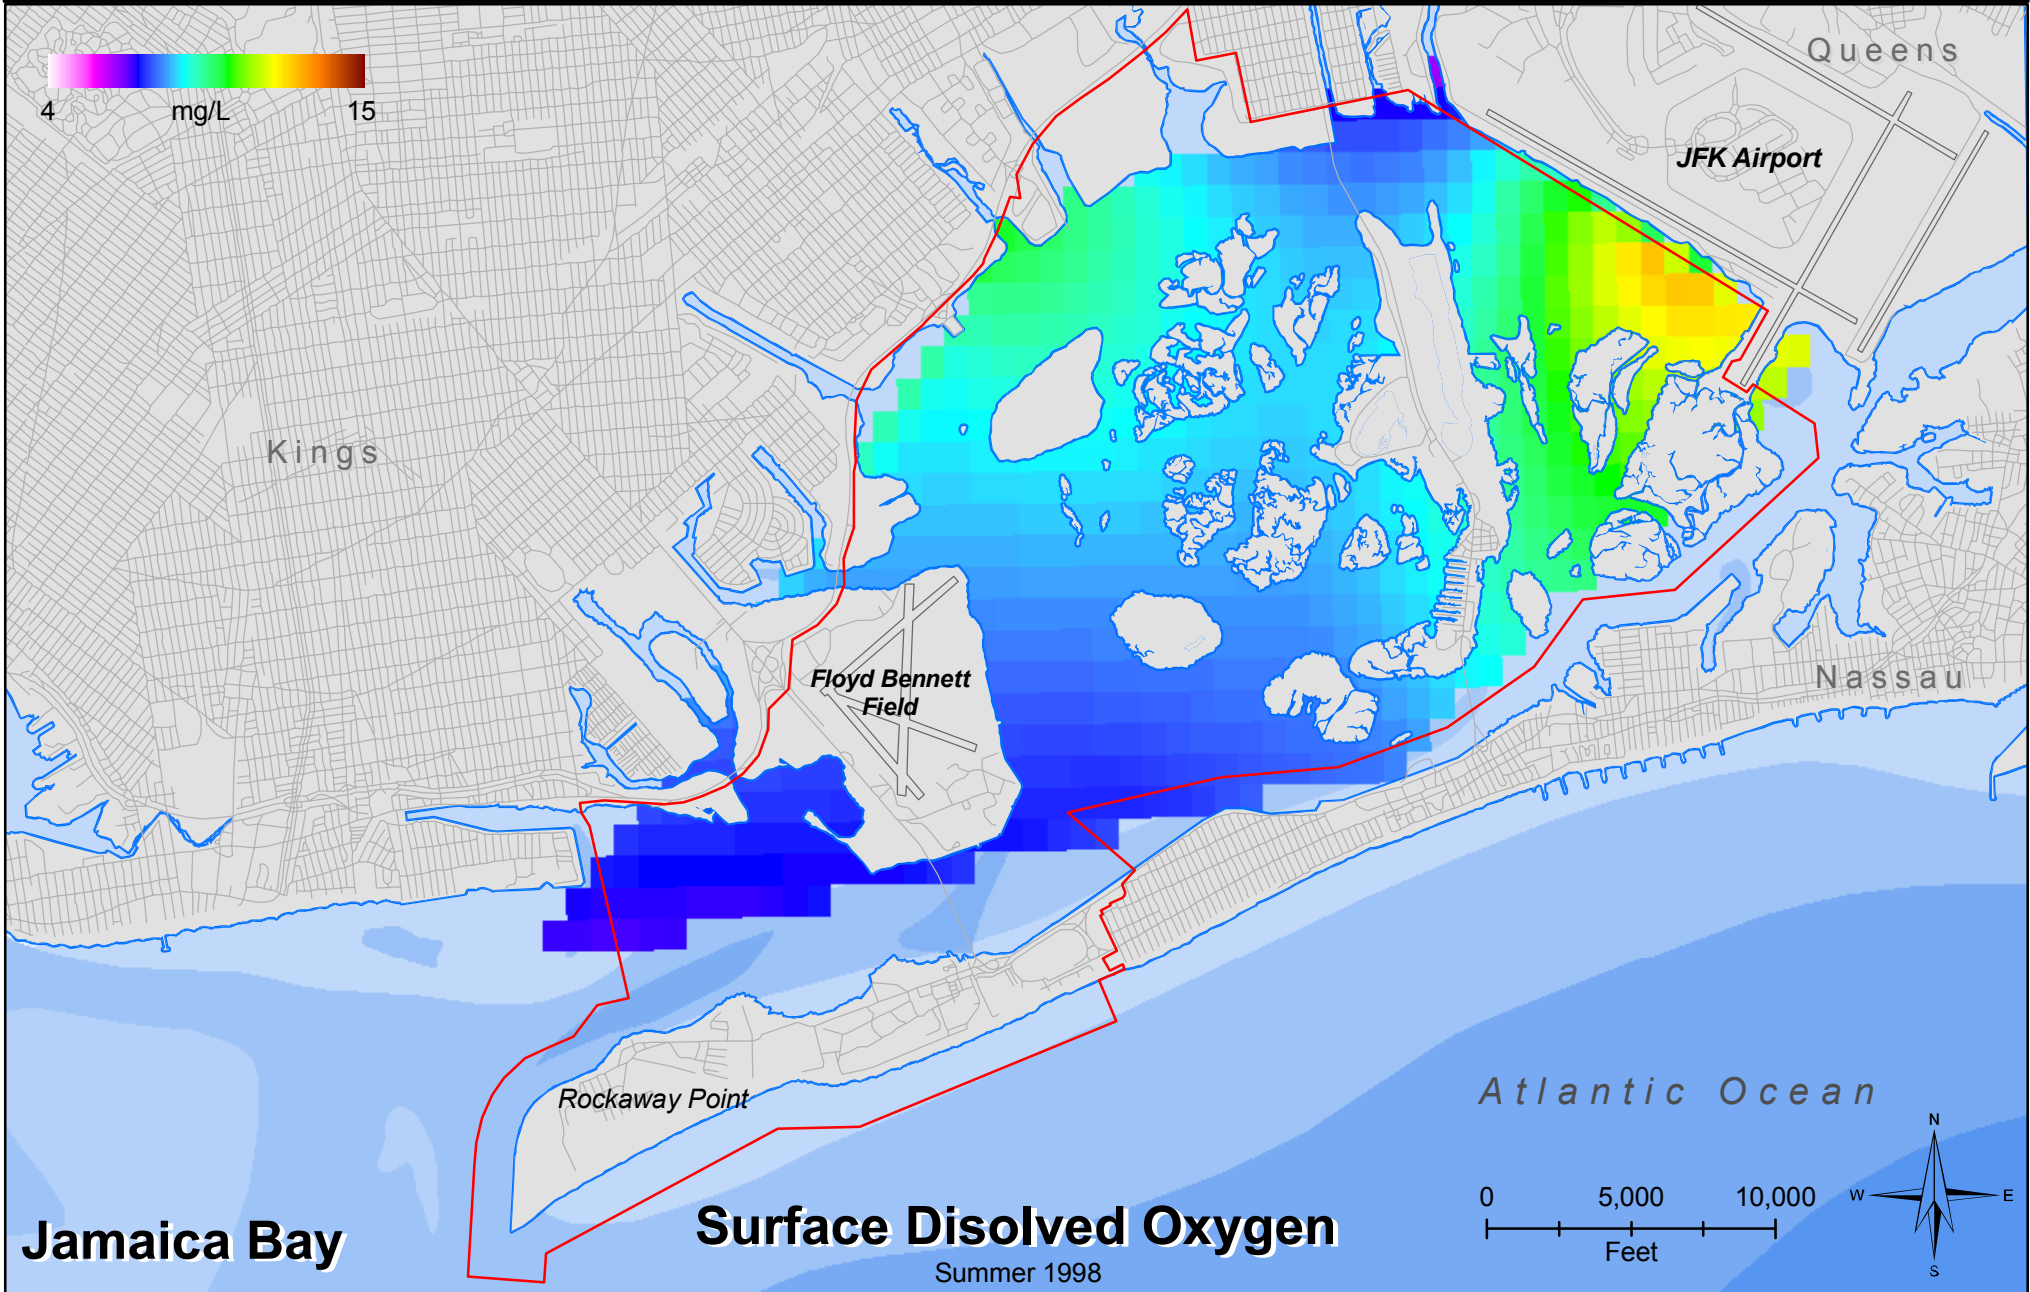 Queens
4 mg/L 15
JFK Airport
Kings
Floyd Bennett
Field
Nassau
Rockaway Point
Atlantic Ocean
N
W E
S
0 5,000 10,000
Feet
Jamaica Bay
Surface Disolved Oxygen
Summer 1998